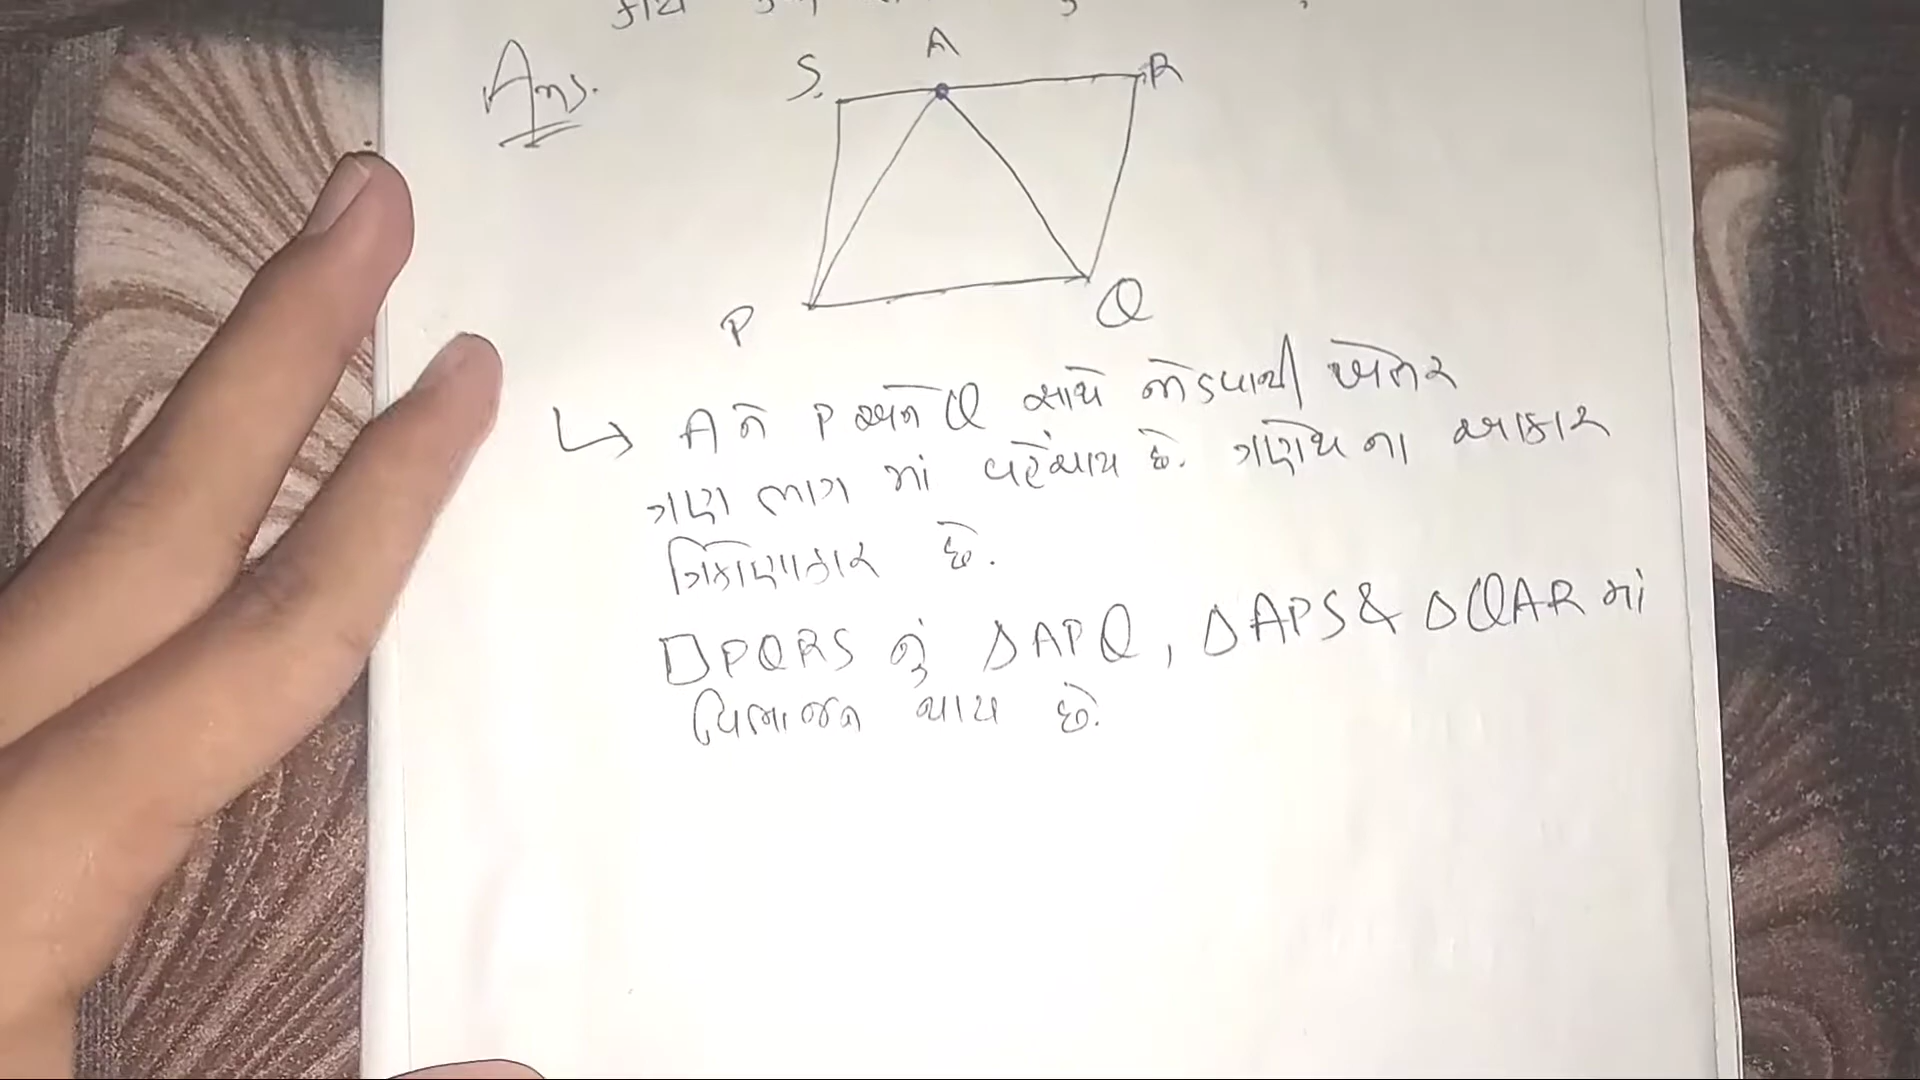 Ans.
A
S.
R
P
Q
↳ A ને P અને Q સાથે જોડવાથી ખેતર
ત્રણ ભાગ માં વહેંચાય છે. ત્રણેય ના આકાર
ત્રિકોણાકાર છે.
□PQRS નું ΔAPQ, ΔAPS & ΔQAR માં
વિભાજન થાય છે.